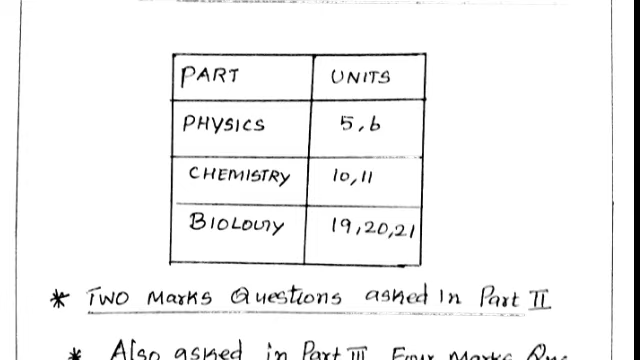 PART UNITS
PHYSICS 5,6
CHEMISTRY 10,11
BIOLOGY 19,20,21
* TWO Marks Questions asked in Part II
* Also asked in Part III Four Marks